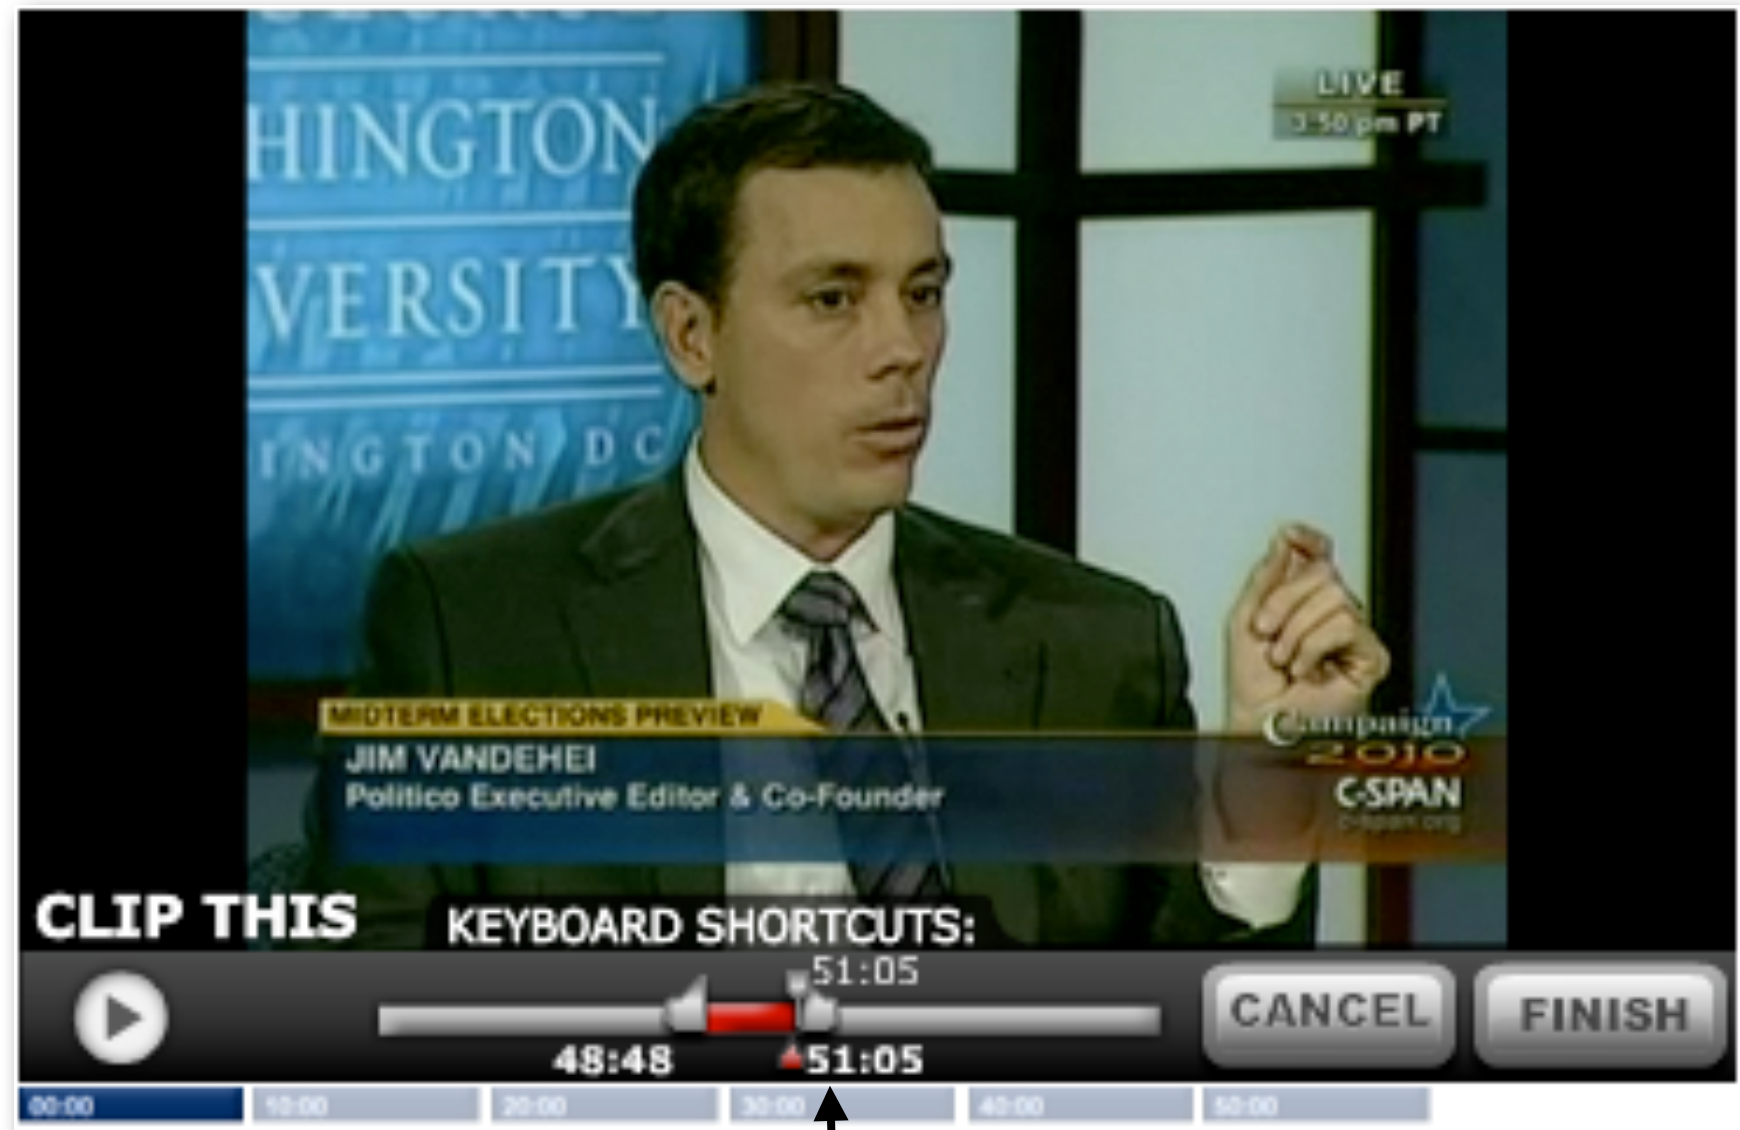 HINGTON
VERSITY
INGTON DC
LIVE
3:50 pm PT
MIDTERM ELECTIONS PREVIEW
JIM VANDEHEI
Politico Executive Editor & Co-Founder
Campaign
2010
C-SPAN
c-span.org
CLIP THIS
KEYBOARD SHORTCUTS:
51:05
CANCEL
FINISH
48:48
51:05
00:00 10:00 20:00 30:00 40:00 50:00